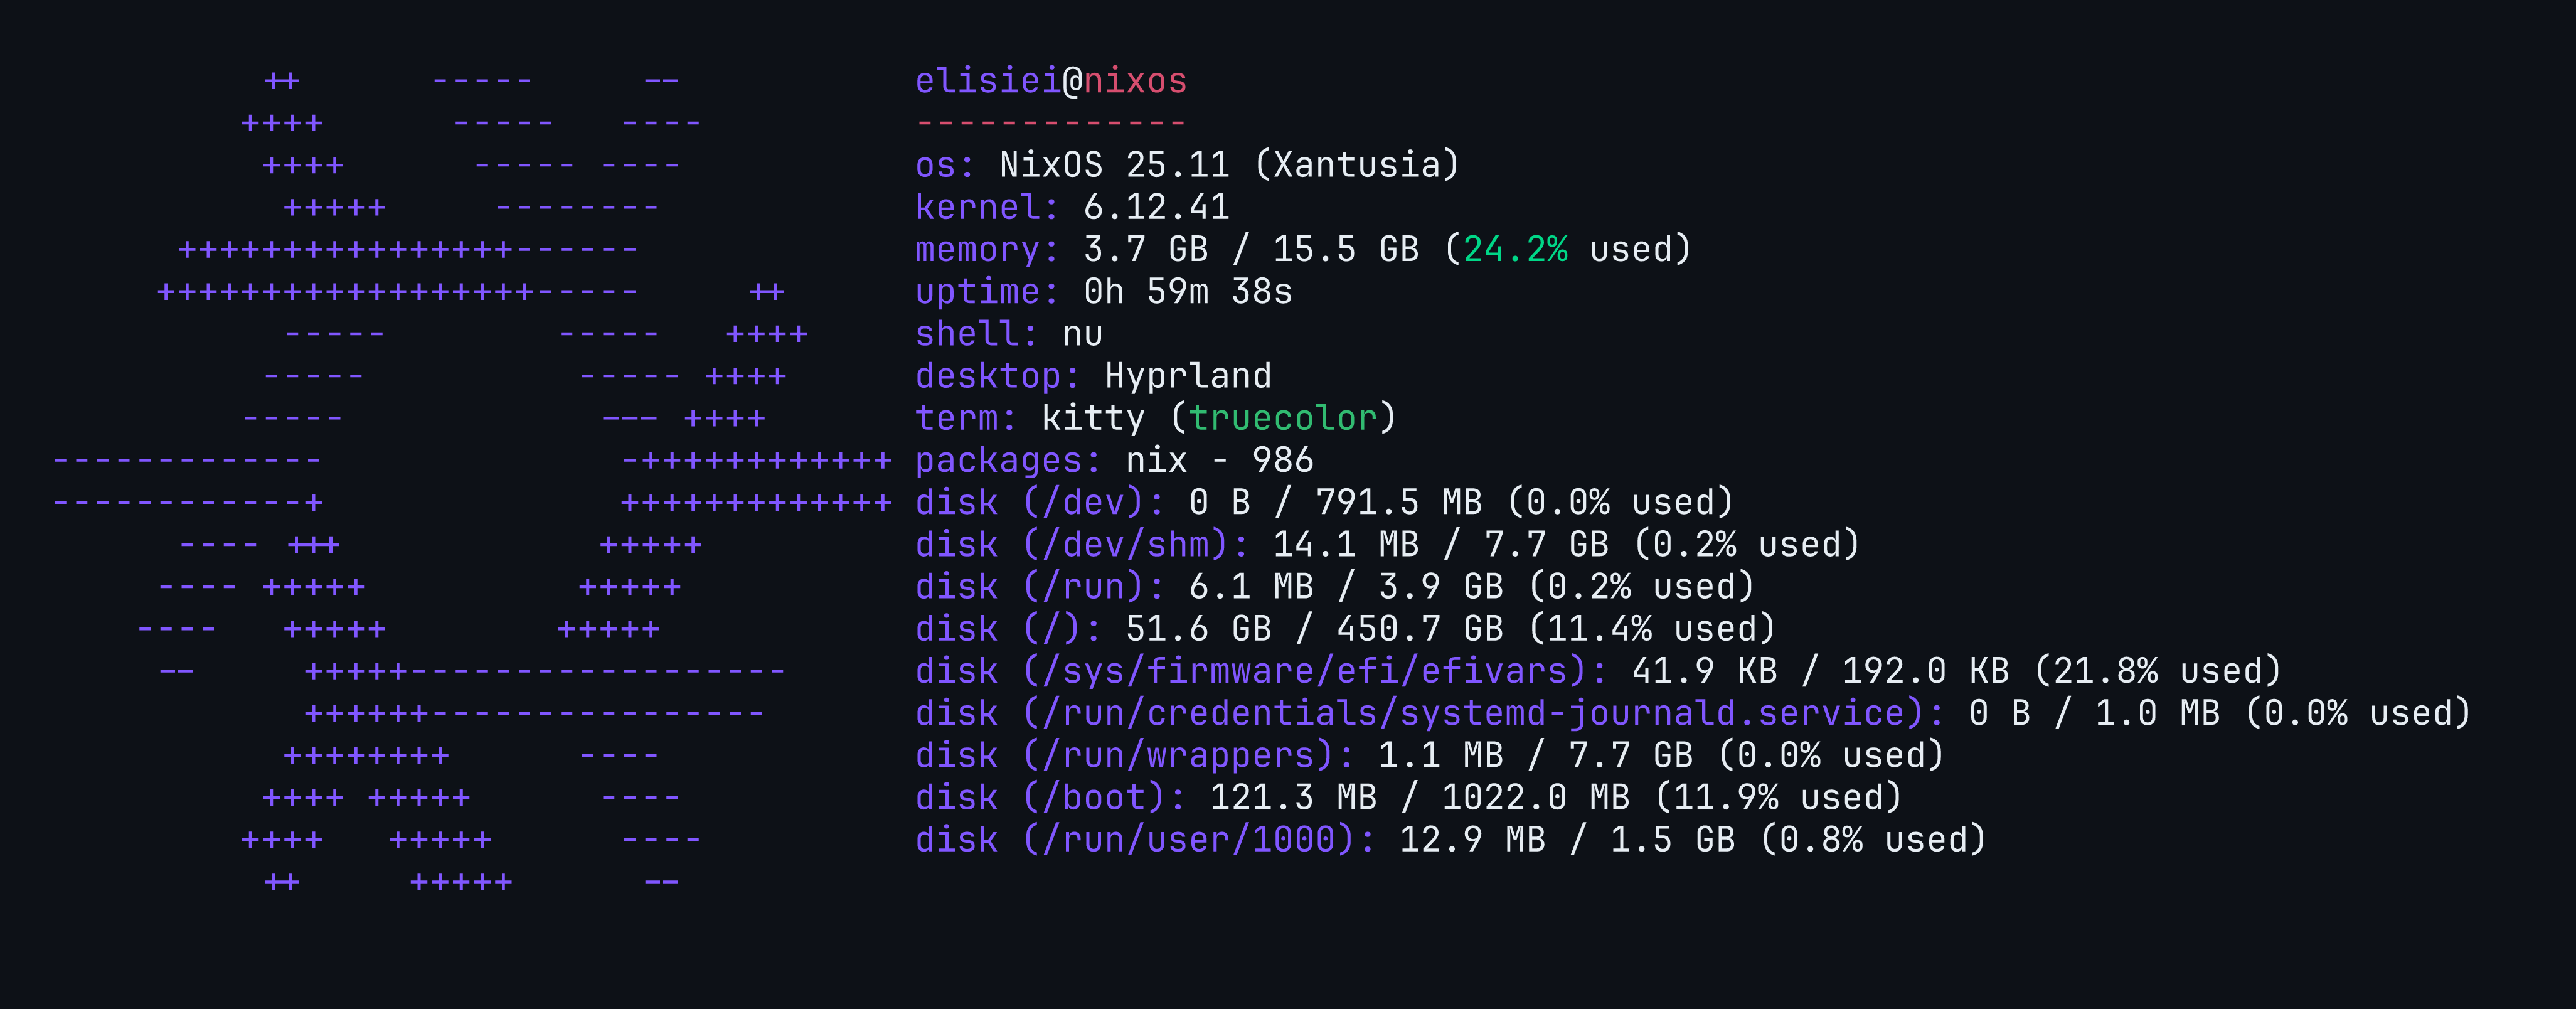 elisiei@nixos
-------------
os: NixOS 25.11 (Xantusia)
kernel: 6.12.41
memory: 3.7 GB / 15.5 GB (24.2% used)
uptime: 0h 59m 38s
shell: nu
desktop: Hyprland
term: kitty (truecolor)
packages: nix - 986
disk (/dev): 0 B / 791.5 MB (0.0% used)
disk (/dev/shm): 14.1 MB / 7.7 GB (0.2% used)
disk (/run): 6.1 MB / 3.9 GB (0.2% used)
disk (/): 51.6 GB / 450.7 GB (11.4% used)
disk (/sys/firmware/efi/efivars): 41.9 KB / 192.0 KB (21.8% used)
disk (/run/credentials/systemd-journald.service): 0 B / 1.0 MB (0.0% used)
disk (/run/wrappers): 1.1 MB / 7.7 GB (0.0% used)
disk (/boot): 121.3 MB / 1022.0 MB (11.9% used)
disk (/run/user/1000): 12.9 MB / 1.5 GB (0.8% used)